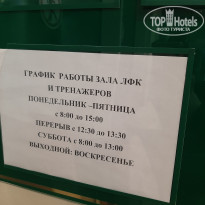 TOP Hotels
ФОТО ТУРИСТА
ГРАФИК РАБОТЫ ЗАЛА ЛФК
И ТРЕНАЖЕРОВ
ПОНЕДЕЛЬНИК -ПЯТНИЦА
с 8:00 до 15:00
ПЕРЕРЫВ с 12:30 до 13:30
СУББОТА с 8:00 до 13:00
ВЫХОДНОЙ: ВОСКРЕСЕНЬЕ